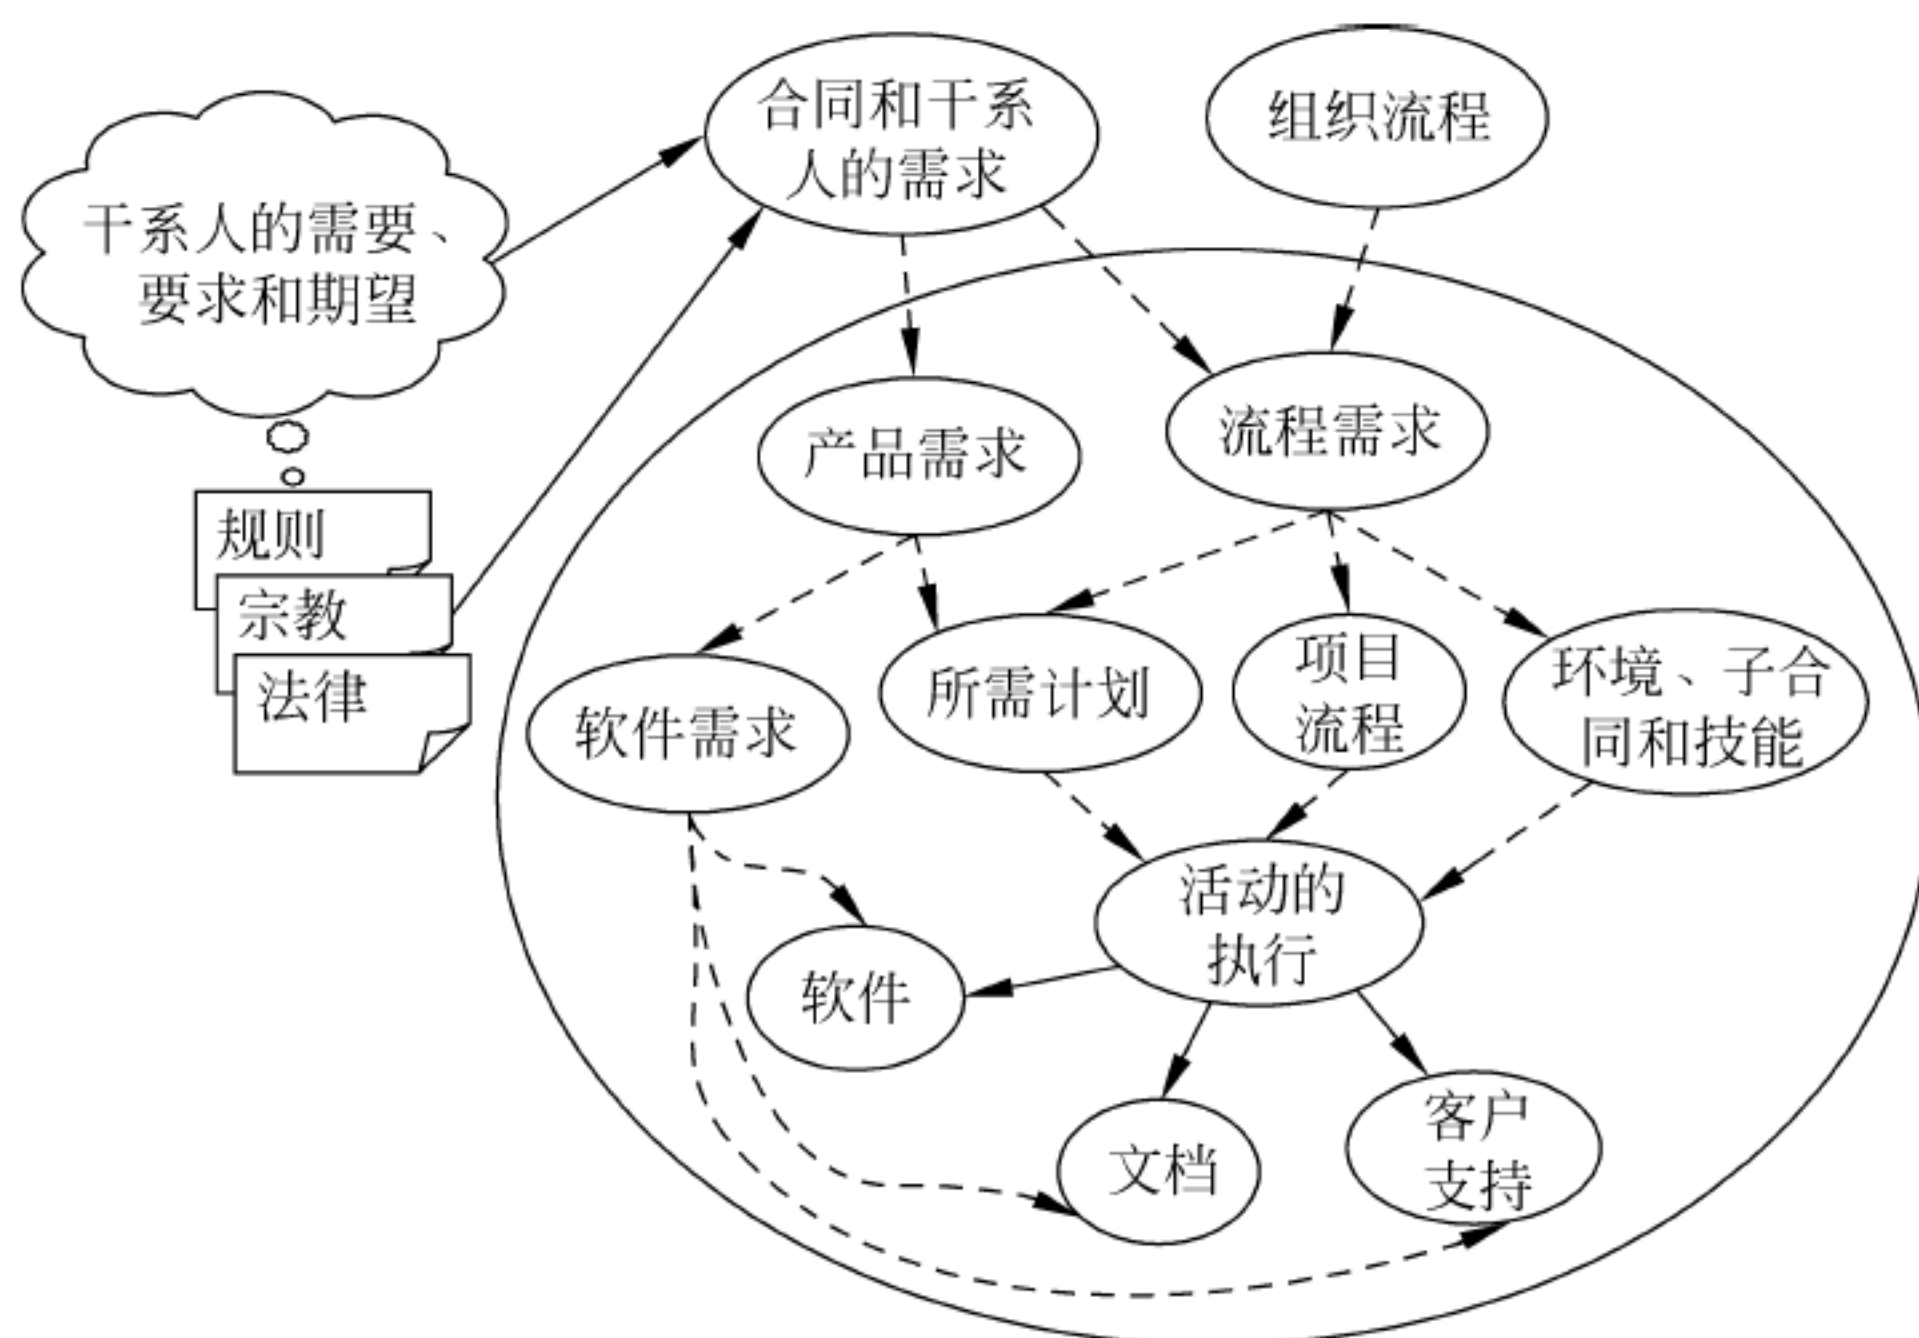 合同和干系
人的需求
组织流程
干系人的需要、
要求和期望
规则
宗教
法律
产品需求
流程需求
软件需求
所需计划
项目
流程
环境、子合
同和技能
活动的
执行
软件
文档
客户
支持